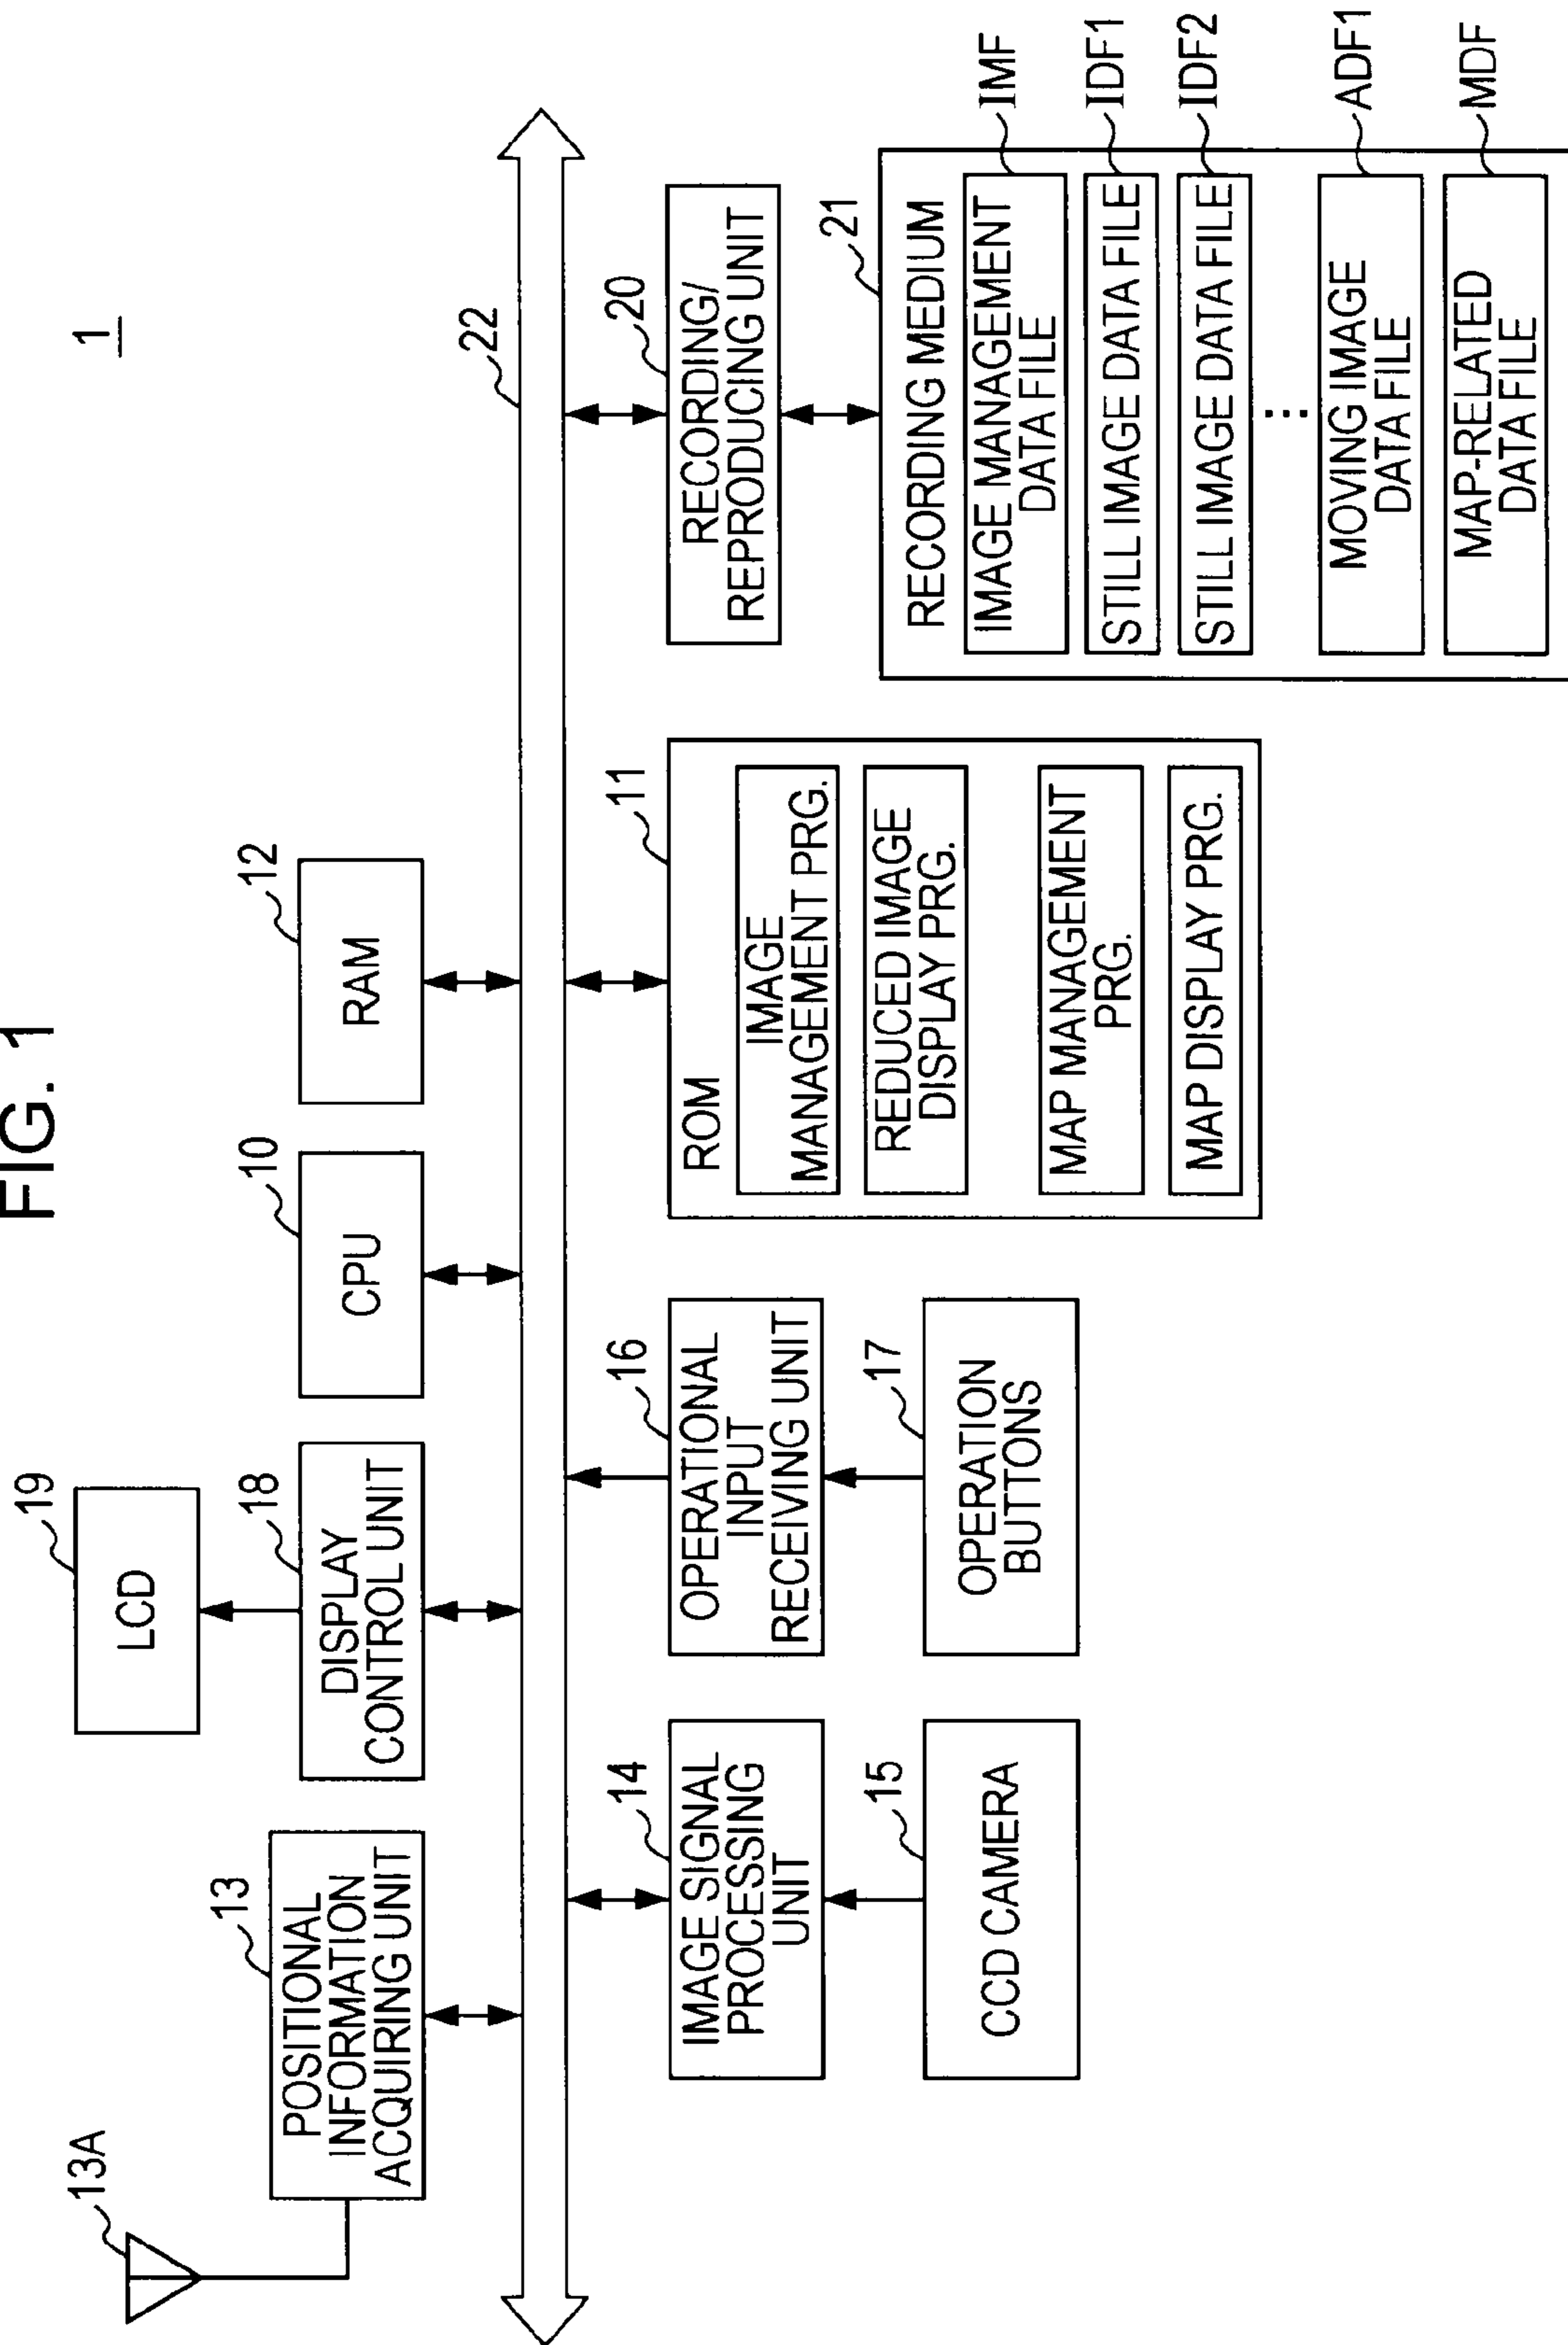 FIG. 1
1
13A
13
POSITIONAL
INFORMATION
ACQUIRING UNIT
19
LCD
18
DISPLAY
CONTROL UNIT
10
CPU
12
RAM
22
14
IMAGE SIGNAL
PROCESSING
UNIT
15
CCD CAMERA
16
OPERATIONAL
INPUT
RECEIVING UNIT
17
OPERATION
BUTTONS
11
ROM
IMAGE
MANAGEMENT PRG.
REDUCED IMAGE
DISPLAY PRG.
MAP MANAGEMENT
PRG.
MAP DISPLAY PRG.
20
RECORDING/
REPRODUCING UNIT
21
RECORDING MEDIUM
IMAGE MANAGEMENT
DATA FILE
IMF
STILL IMAGE DATA FILE
IDF1
STILL IMAGE DATA FILE
IDF2
...
MOVING IMAGE
DATA FILE
ADF1
MAP-RELATED
DATA FILE
MDF